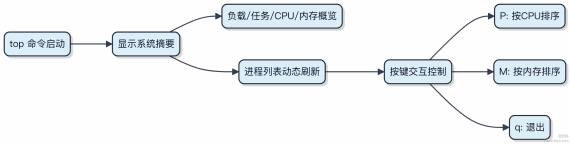 top 命令启动
显示系统摘要
负载/任务/CPU/内存概览
进程列表动态刷新
按键交互控制
P: 按CPU排序
M: 按内存排序
q: 退出